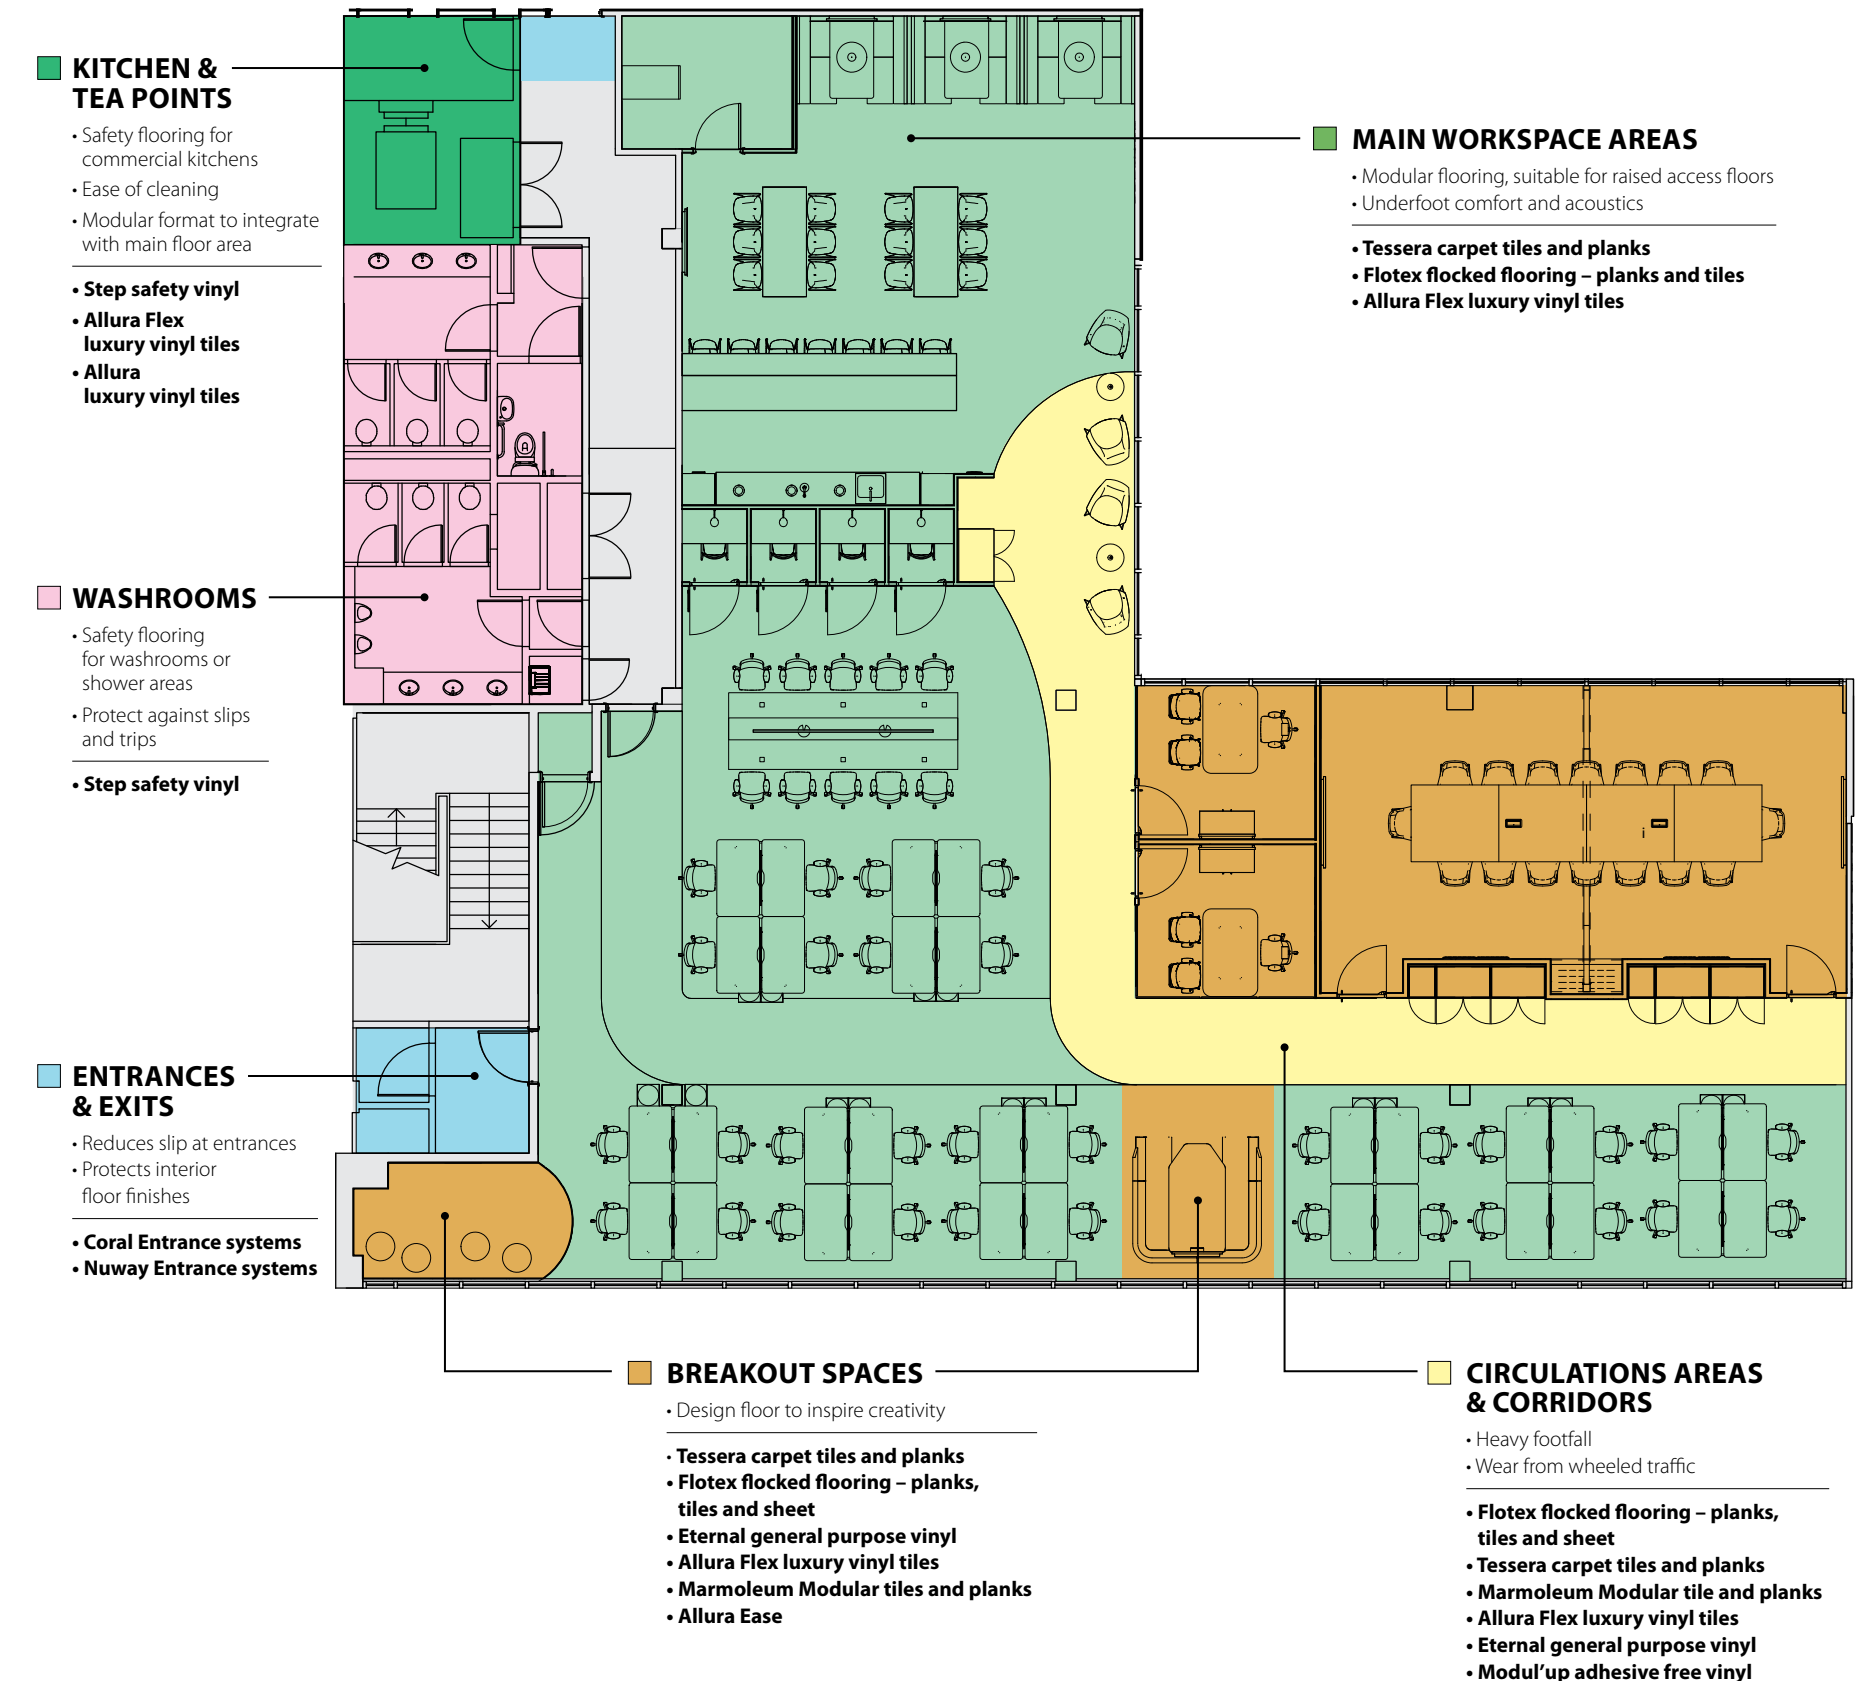 KITCHEN &
TEA POINTS
• Safety flooring for
commercial kitchens
• Ease of cleaning
• Modular format to integrate
with main floor area
• Step safety vinyl
• Allura Flex
luxury vinyl tiles
• Allura
luxury vinyl tiles
WASHROOMS
• Safety flooring
for washrooms or
shower areas
• Protect against slips
and trips
• Step safety vinyl
ENTRANCES
& EXITS
• Reduces slip at entrances
• Protects interior
floor finishes
• Coral Entrance systems
• Nuway Entrance systems
MAIN WORKSPACE AREAS
• Modular flooring, suitable for raised access floors
• Underfoot comfort and acoustics
• Tessera carpet tiles and planks
• Flotex flocked flooring – planks and tiles
• Allura Flex luxury vinyl tiles
i
BREAKOUT SPACES
• Design floor to inspire creativity
• Tessera carpet tiles and planks
• Flotex flocked flooring – planks,
tiles and sheet
• Eternal general purpose vinyl
• Allura Flex luxury vinyl tiles
• Marmoleum Modular tiles and planks
• Allura Ease
CIRCULATIONS AREAS
& CORRIDORS
• Heavy footfall
• Wear from wheeled traffic
• Flotex flocked flooring – planks,
tiles and sheet
• Tessera carpet tiles and planks
• Marmoleum Modular tile and planks
• Allura Flex luxury vinyl tiles
• Eternal general purpose vinyl
• Modul'up adhesive free vinyl